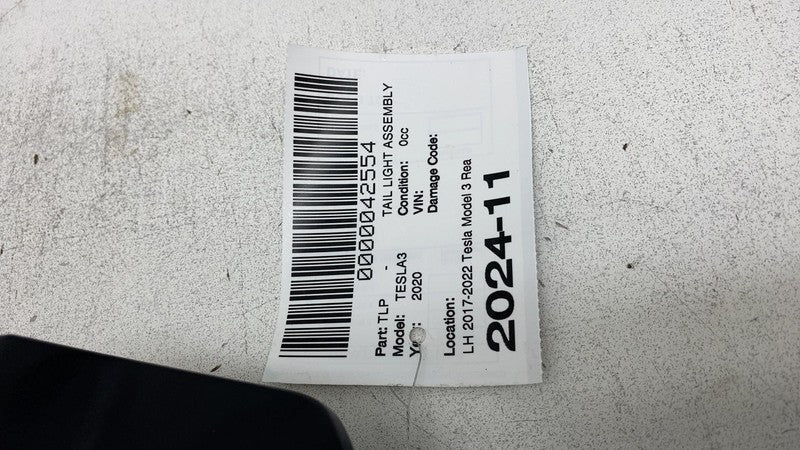 0000042554
Part: TLP - TAIL LIGHT ASSEMBLY
Model: TESLA3 Condition: 0cc
2020 VIN:
Damage Code:
Location:
LH 2017-2022 Tesla Model 3 Rea
2024-11